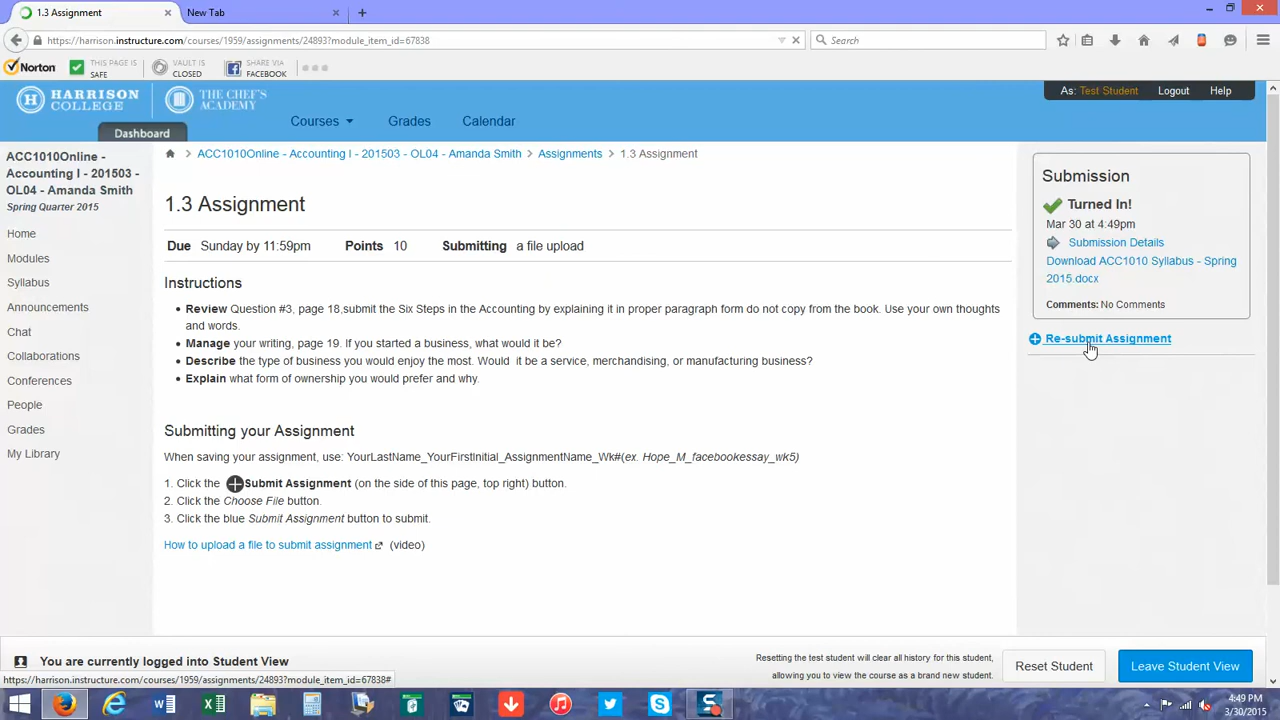 1.3 Assignment
New Tab
https://harrison.instructure.com/courses/1959/assignments/24893?module_item_id=67838
Search
Norton
THIS PAGE IS
SAFE
VAULT IS
CLOSED
SHARE VIA
FACEBOOK
HARRISON
COLLEGE
THE CHEF'S
ACADEMY
As: Test Student
Logout
Help
Courses
Grades
Calendar
Dashboard
ACC1010Online -
Accounting I - 201503 -
OL04 - Amanda Smith
Spring Quarter 2015
Home
Modules
Syllabus
Announcements
Chat
Collaborations
Conferences
People
Grades
My Library
ACC1010Online - Accounting I - 201503 - OL04 - Amanda Smith
Assignments
1.3 Assignment
1.3 Assignment
Due Sunday by 11:59pm Points 10 Submitting a file upload
Instructions
• Review Question #3, page 18,submit the Six Steps in the Accounting by explaining it in proper paragraph form do not copy from the book. Use your own thoughts
and words.
• Manage your writing, page 19. If you started a business, what would it be?
• Describe the type of business you would enjoy the most. Would it be a service, merchandising, or manufacturing business?
• Explain what form of ownership you would prefer and why.
Submitting your Assignment
When saving your assignment, use: YourLastName_YourFirstInitial_AssignmentName_Wk#(ex. Hope_M_facebookessay_wk5)
1. Click the Submit Assignment (on the side of this page, top right) button.
2. Click the Choose File button.
3. Click the blue Submit Assignment button to submit.
How to upload a file to submit assignment (video)
Submission
Turned In!
Mar 30 at 4:49pm
Submission Details
Download ACC1010 Syllabus - Spring
2015.docx
Comments: No Comments
Re-submit Assignment
You are currently logged into Student View
Resetting the test student will clear all history for this student,
allowing you to view the course as a brand new student.
Reset Student
Leave Student View
https://harrison.instructure.com/courses/1959/assignments/24893?module_item_id=67838#
4:49 PM
3/30/2015